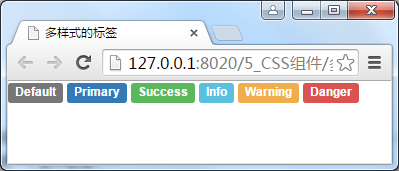 多样式的标签
127.0.0.1:8020/5_CSS组件/
Default Primary Success Info Warning Danger